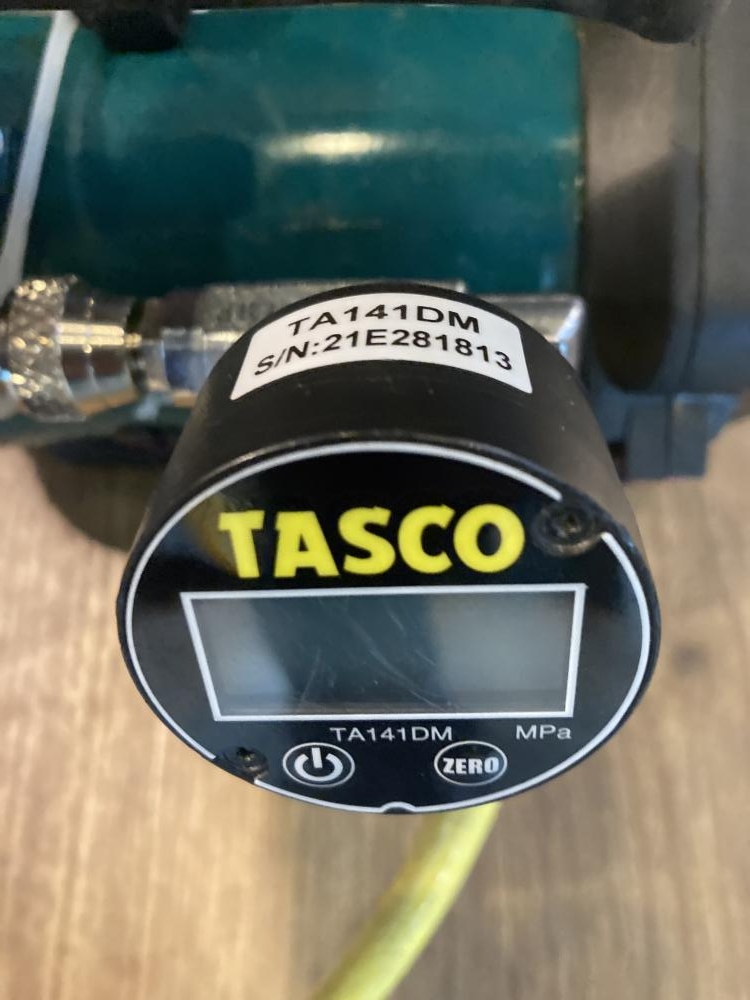 TA141DM
S/N:21E281813
TASCO
TA141DM MPa
ZERO